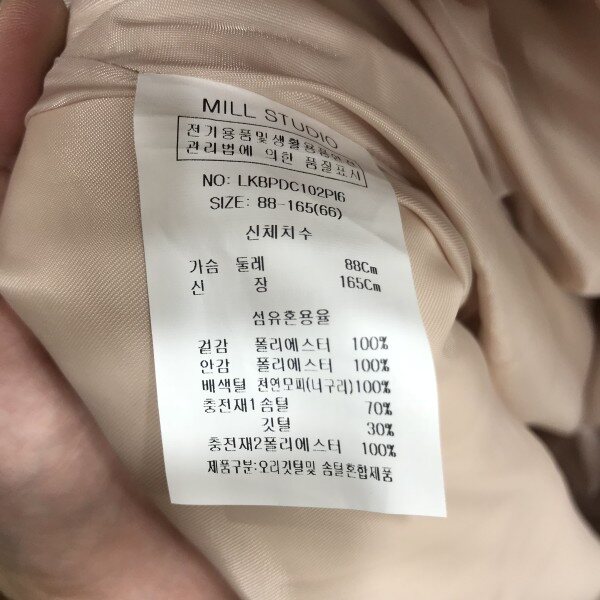 MILL STUDIO
전기용품및생활용품안전
관리법에 의한 품질표시
NO: LKBPDC102PI6
SIZE: 88-165(66)
신체치수
가슴 둘레 88Cm
신 장 165Cm
섬유혼용율
겉감 폴리에스터 100%
안감 폴리에스터 100%
배색털 천연모피(너구리)100%
충전재1 솜털 70%
깃털 30%
충전재2폴리에스터 100%
제품구분:오리깃털및 솜털혼합제품